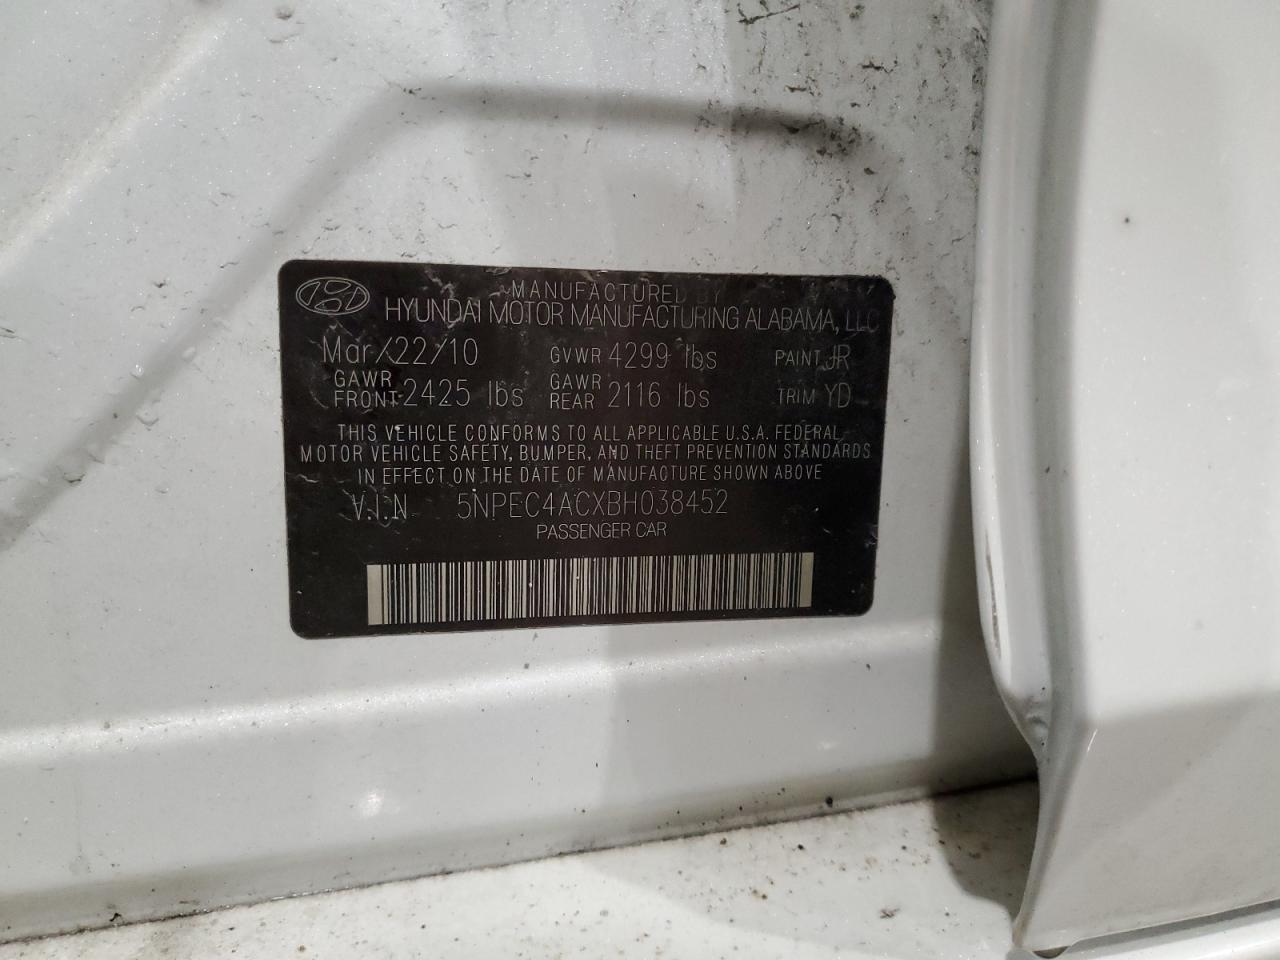 MANUFACTURED BY
HYUNDAI MOTOR MANUFACTURING ALABAMA, LLC
Mar/22/10 GVWR 4299 lbs PAINT JR
GAWR FRONT 2425 lbs GAWR REAR 2116 lbs TRIM YD
THIS VEHICLE CONFORMS TO ALL APPLICABLE U.S.A. FEDERAL
MOTOR VEHICLE SAFETY, BUMPER, AND THEFT PREVENTION STANDARDS
IN EFFECT ON THE DATE OF MANUFACTURE SHOWN ABOVE
V.I.N 5NPEC4ACXBH038452
PASSENGER CAR